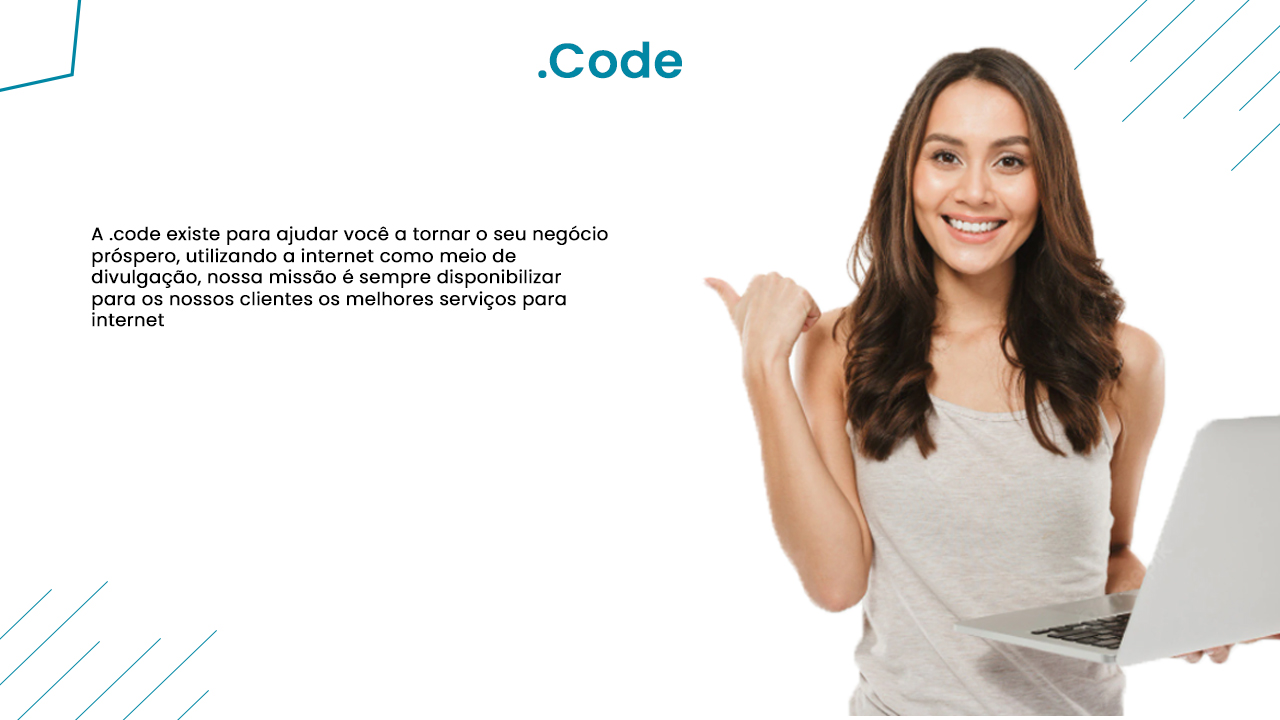 .Code
A .code existe para ajudar você a tornar o seu negócio
próspero, utilizando a internet como meio de
divulgação, nossa missão é sempre disponibilizar
para os nossos clientes os melhores serviços para
internet